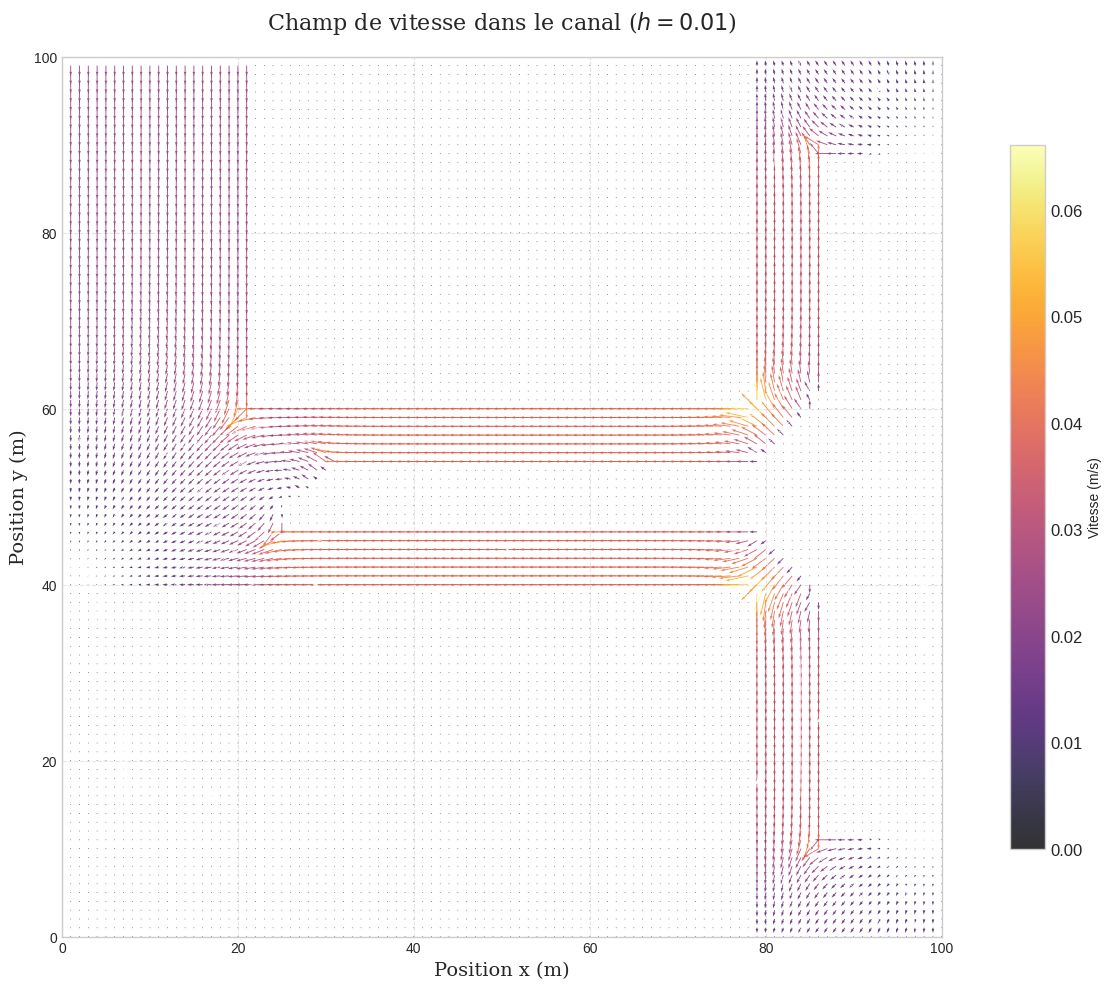 Champ de vitesse dans le canal (h = 0.01)
100
80
60
40
20
0
Position y (m)
0 20 40 60 80 100
Position x (m)
0.06
0.05
0.04
0.03
0.02
0.01
0.00
Vitesse (m/s)